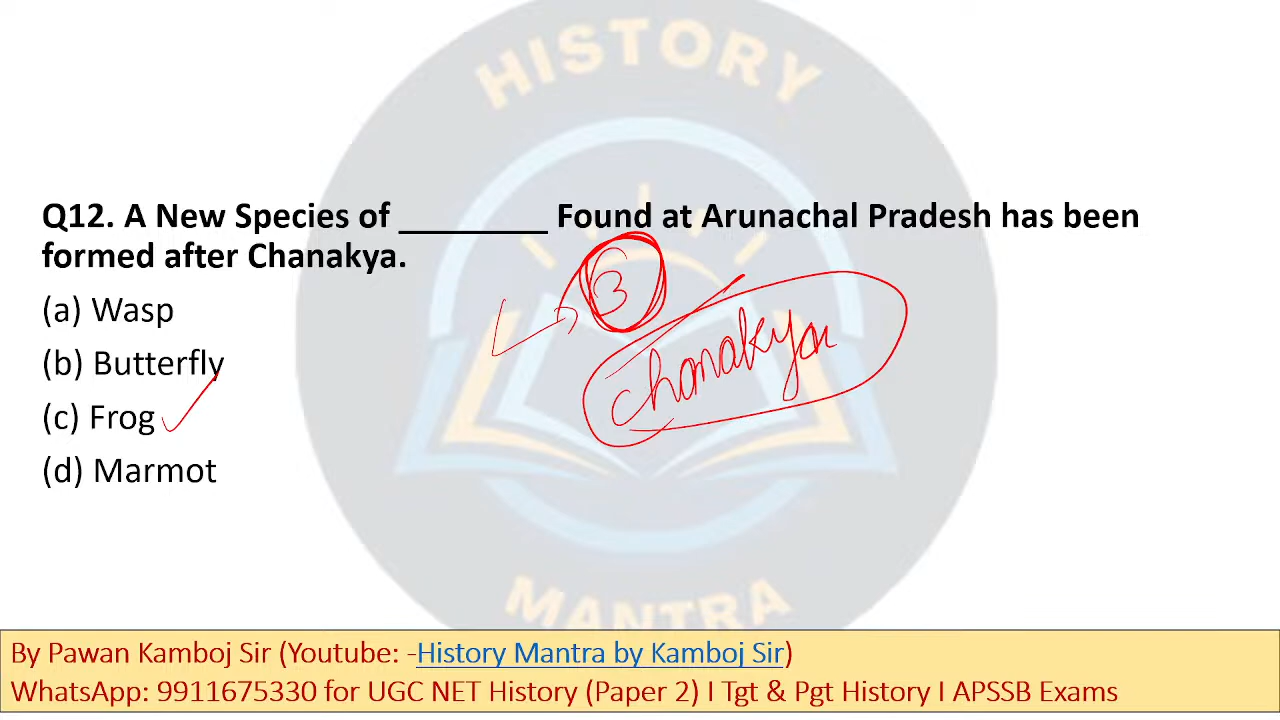 HISTORY
Q12. A New Species of ________ Found at Arunachal Pradesh has been
formed after Chanakya.
3
(a) Wasp
Chanakya
(b) Butterfly
(c) Frog
(d) Marmot
MANTRA
By Pawan Kamboj Sir (Youtube: -History Mantra by Kamboj Sir)
WhatsApp: 9911675330 for UGC NET History (Paper 2) I Tgt & Pgt History I APSSB Exams